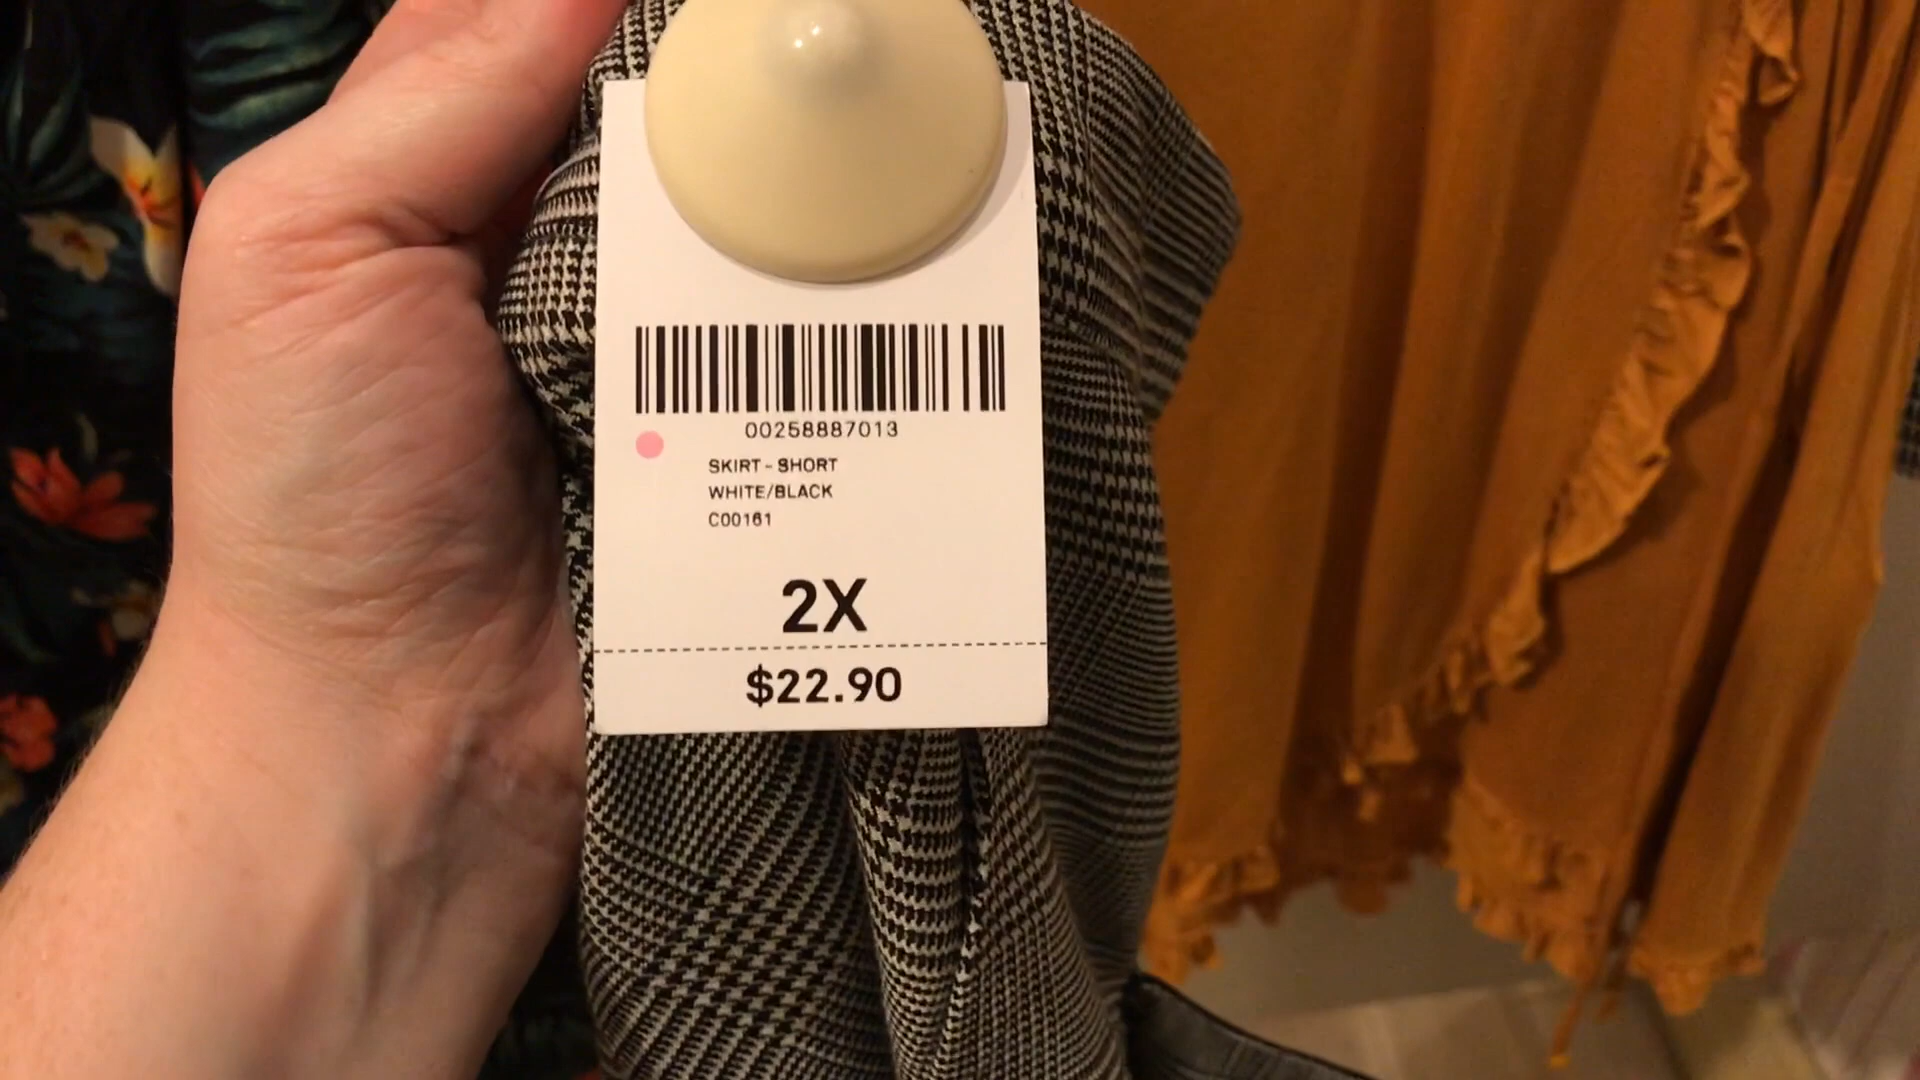 00258887013
SKIRT - SHORT
WHITE/BLACK
C00161
2X
$22.90